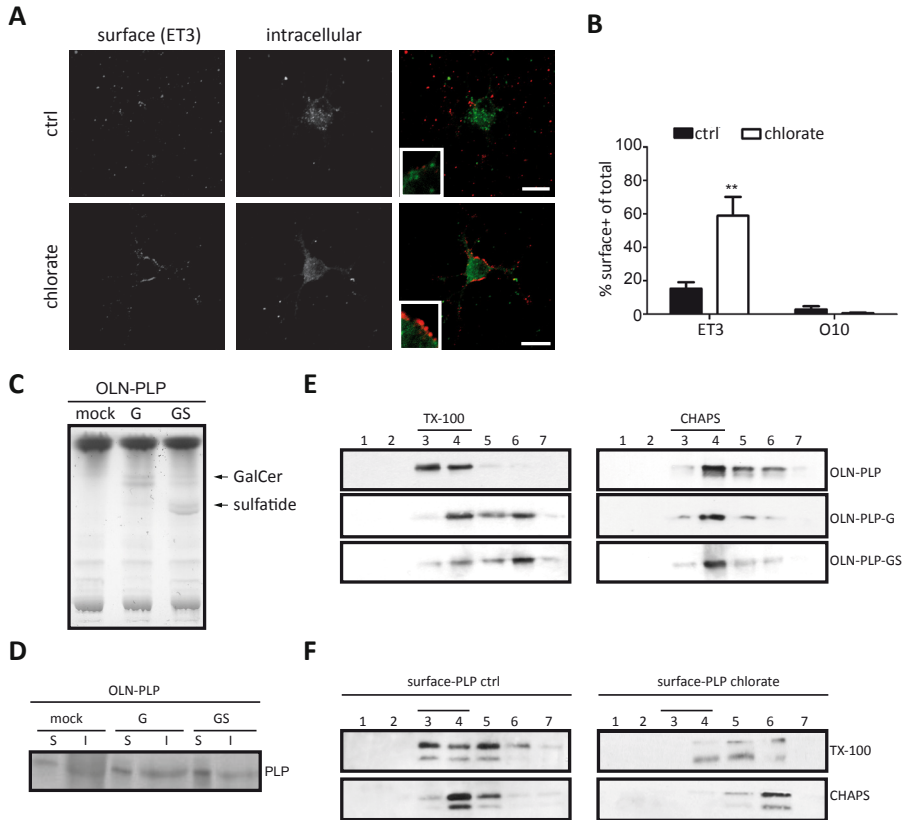 A
surface (ET3) intracellular
ctrl
chlorate
B
ctrl chlorate
% surface+ of total
100
80
60
40
20
0
**
ET3 O10
C
OLN-PLP
mock G GS
GalCer
sulfatide
D
OLN-PLP
mock G GS
S I S I S I
PLP
E
TX-100 CHAPS
1 2 3 4 5 6 7 1 2 3 4 5 6 7
OLN-PLP
OLN-PLP-G
OLN-PLP-GS
F
surface-PLP ctrl surface-PLP chlorate
1 2 3 4 5 6 7 1 2 3 4 5 6 7
TX-100
CHAPS